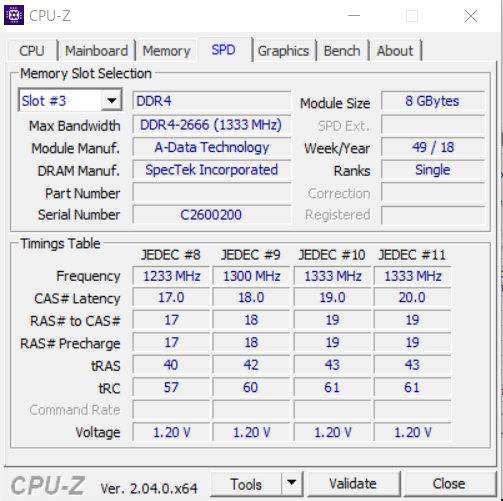 CPU-Z
CPU Mainboard Memory SPD Graphics Bench About
Memory Slot Selection
Slot #3 DDR4 Module Size 8 GBytes
Max Bandwidth DDR4-2666 (1333 MHz) SPD Ext.
Module Manuf. A-Data Technology Week/Year 49 / 18
DRAM Manuf. SpecTek Incorporated Ranks Single
Part Number Correction
Serial Number C2600200 Registered
Timings Table
JEDEC #8 JEDEC #9 JEDEC #10 JEDEC #11
Frequency 1233 MHz 1300 MHz 1333 MHz 1333 MHz
CAS# Latency 17.0 18.0 19.0 20.0
RAS# to CAS# 17 18 19 19
RAS# Precharge 17 18 19 19
tRAS 40 42 43 43
tRC 57 60 61 61
Command Rate
Voltage 1.20 V 1.20 V 1.20 V 1.20 V
CPU-Z Ver. 2.04.0.x64 Tools Validate Close